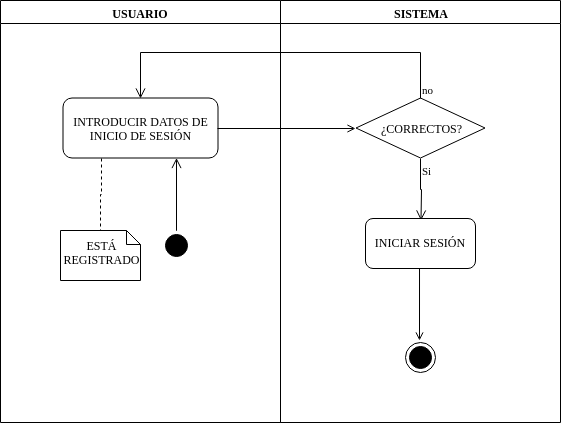 USUARIO
SISTEMA
no
INTRODUCIR DATOS DE
INICIO DE SESIÓN
¿CORRECTOS?
Si
ESTÁ
REGISTRADO
INICIAR SESIÓN